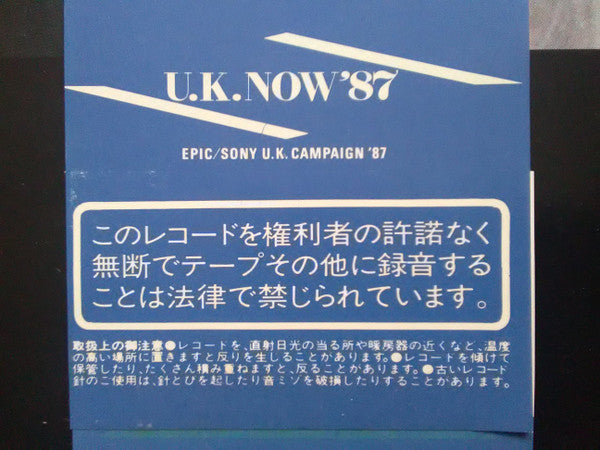 U.K.NOW'87
EPIC/SONY U.K. CAMPAIGN '87
このレコードを権利者の許諾なく
無断でテープその他に録音する
ことは法律で禁じられています。
取扱上の御注意●レコードを、直射日光の当る所や暖房器の近くなど、温度
の高い場所に置きますと反りを生じることがあります。●レコードを傾けて
保管したり、たくさん積み重ねますと、反ることがあります。●古いレコード
針のご使用は、針とびを起したり音ミゾを破損したりすることがあります。